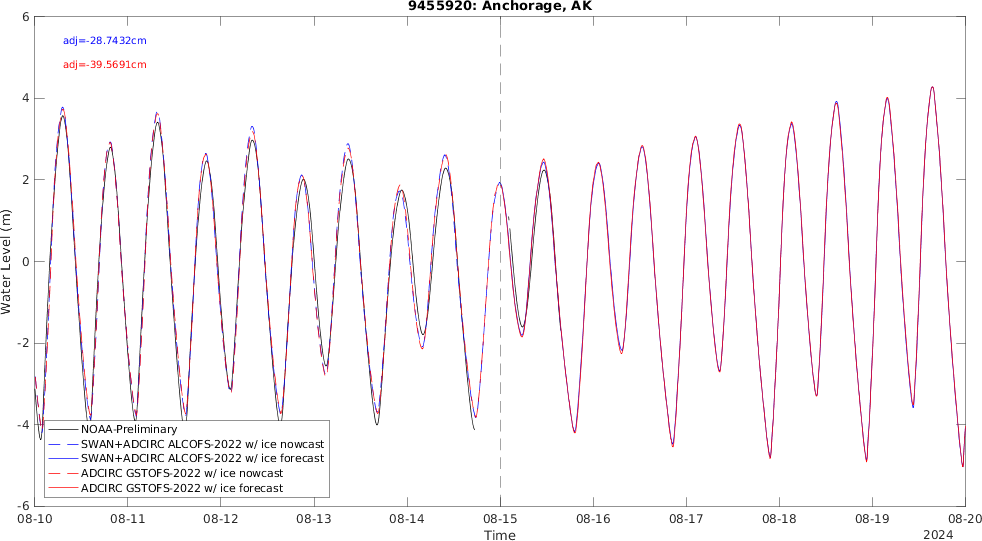 9455920: Anchorage, AK
adj=-28.7432cm
adj=-39.5691cm
Water Level (m)
6
4
2
0
-2
-4
-6
NOAA-Preliminary
SWAN+ADCIRC ALCOFS-2022 w/ ice nowcast
SWAN+ADCIRC ALCOFS-2022 w/ ice forecast
ADCIRC GSTOFS-2022 w/ ice nowcast
ADCIRC GSTOFS-2022 w/ ice forecast
08-10 08-11 08-12 08-13 08-14 08-15 08-16 08-17 08-18 08-19 08-20
Time
2024